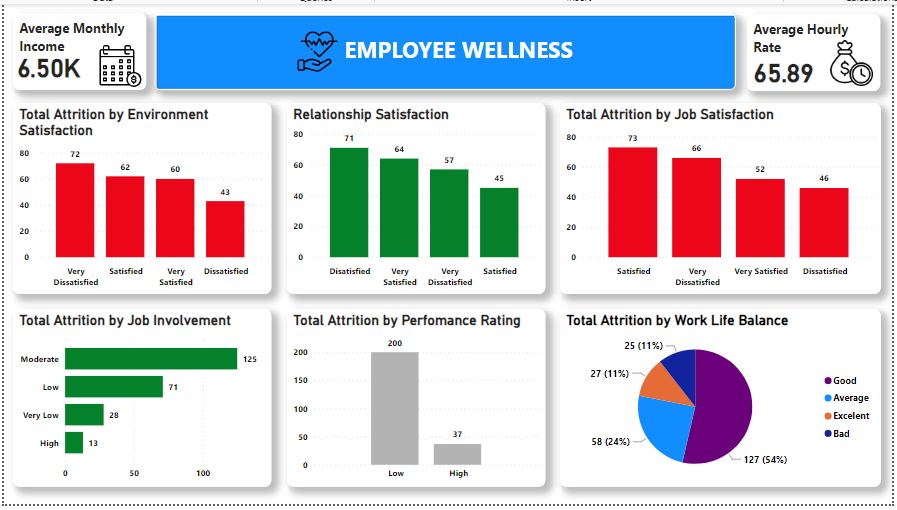 Average Monthly
Income
6.50K
EMPLOYEE WELLNESS
Average Hourly
Rate
65.89
Total Attrition by Environment
Satisfaction
80
60
40
20
0
72
62
60
43
Very
Dissatisfied
Satisfied
Very
Satisfied
Dissatisfied
Relationship Satisfaction
80
60
40
20
0
71
64
57
45
Disatisfied
Very
Satisfied
Very
Dissatisfied
Satisfied
Total Attrition by Job Satisfaction
80
60
40
20
0
73
66
52
46
Satisfied
Very
Dissatisfied
Very Satisfied
Dissatisfied
Total Attrition by Job Involvement
Moderate
125
Low
71
Very Low
28
High
13
0
100
Total Attrition by Perfomance Rating
200
150
100
50
0
200
37
Low
High
Total Attrition by Work Life Balance
25 (11%)
27 (11%)
58 (24%)
127 (54%)
Good
Average
Excelent
Bad